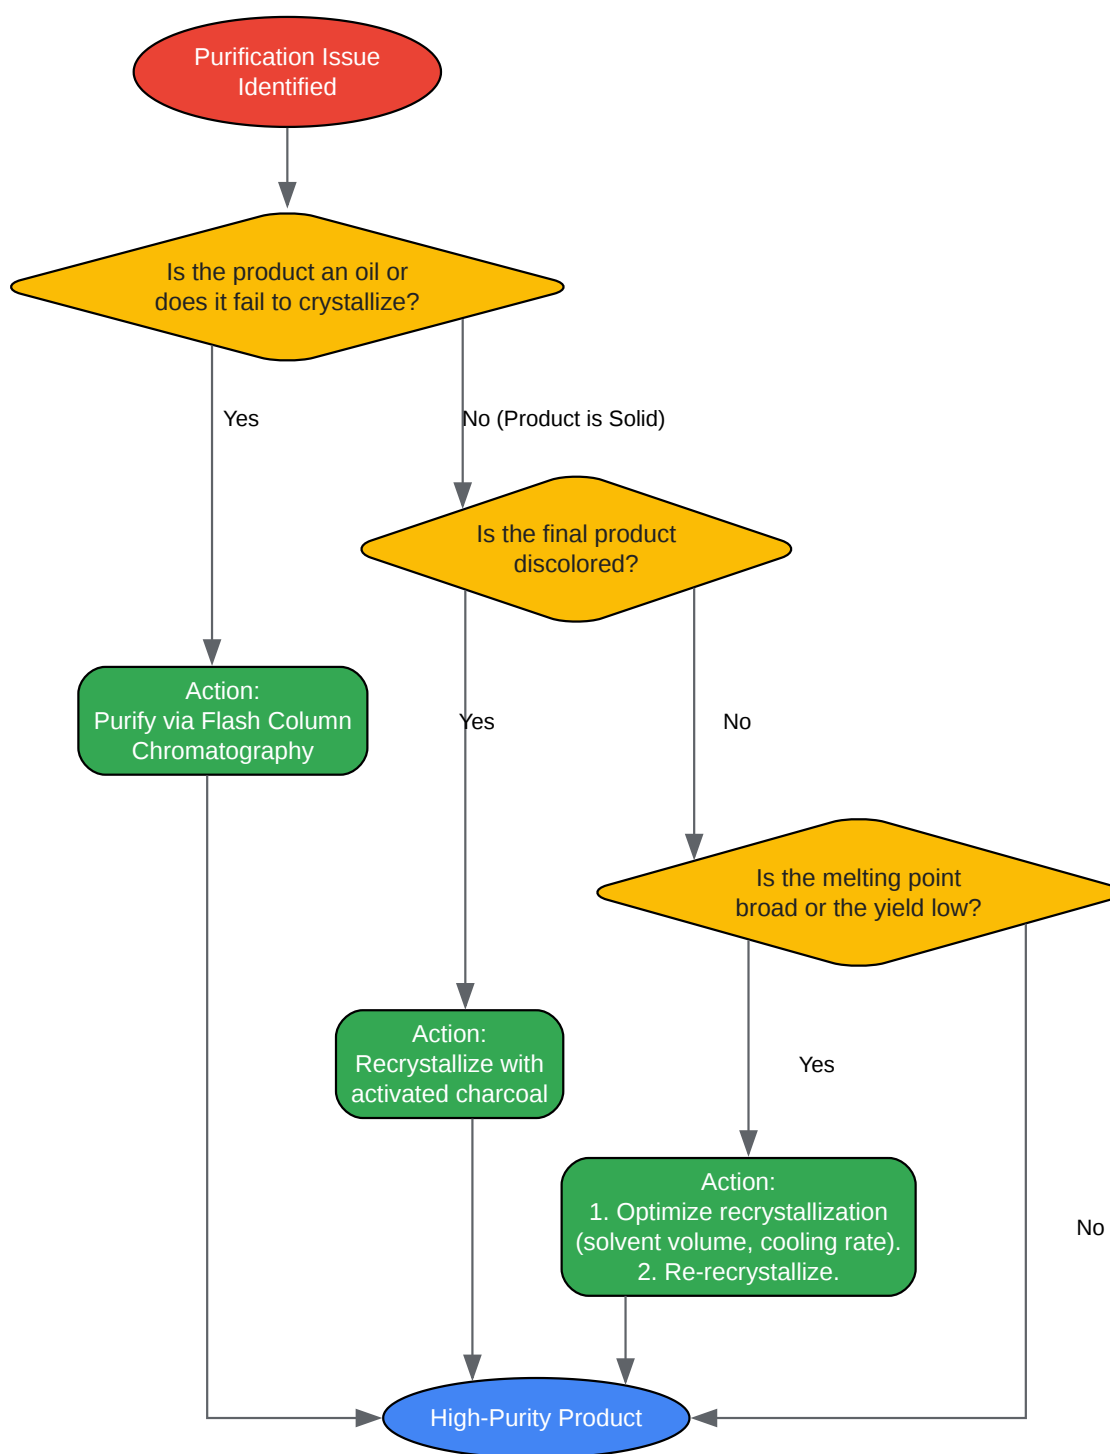 Purification Issue
Identified
Is the product an oil or
does it fail to crystallize?
Yes
No (Product is Solid)
Is the final product
discolored?
Action:
Purify via Flash Column
Chromatography
Yes
No
Is the melting point
broad or the yield low?
Action:
Recrystallize with
activated charcoal
Yes
Action:
1. Optimize recrystallization
(solvent volume, cooling rate).
2. Re-recrystallize.
No
High-Purity Product